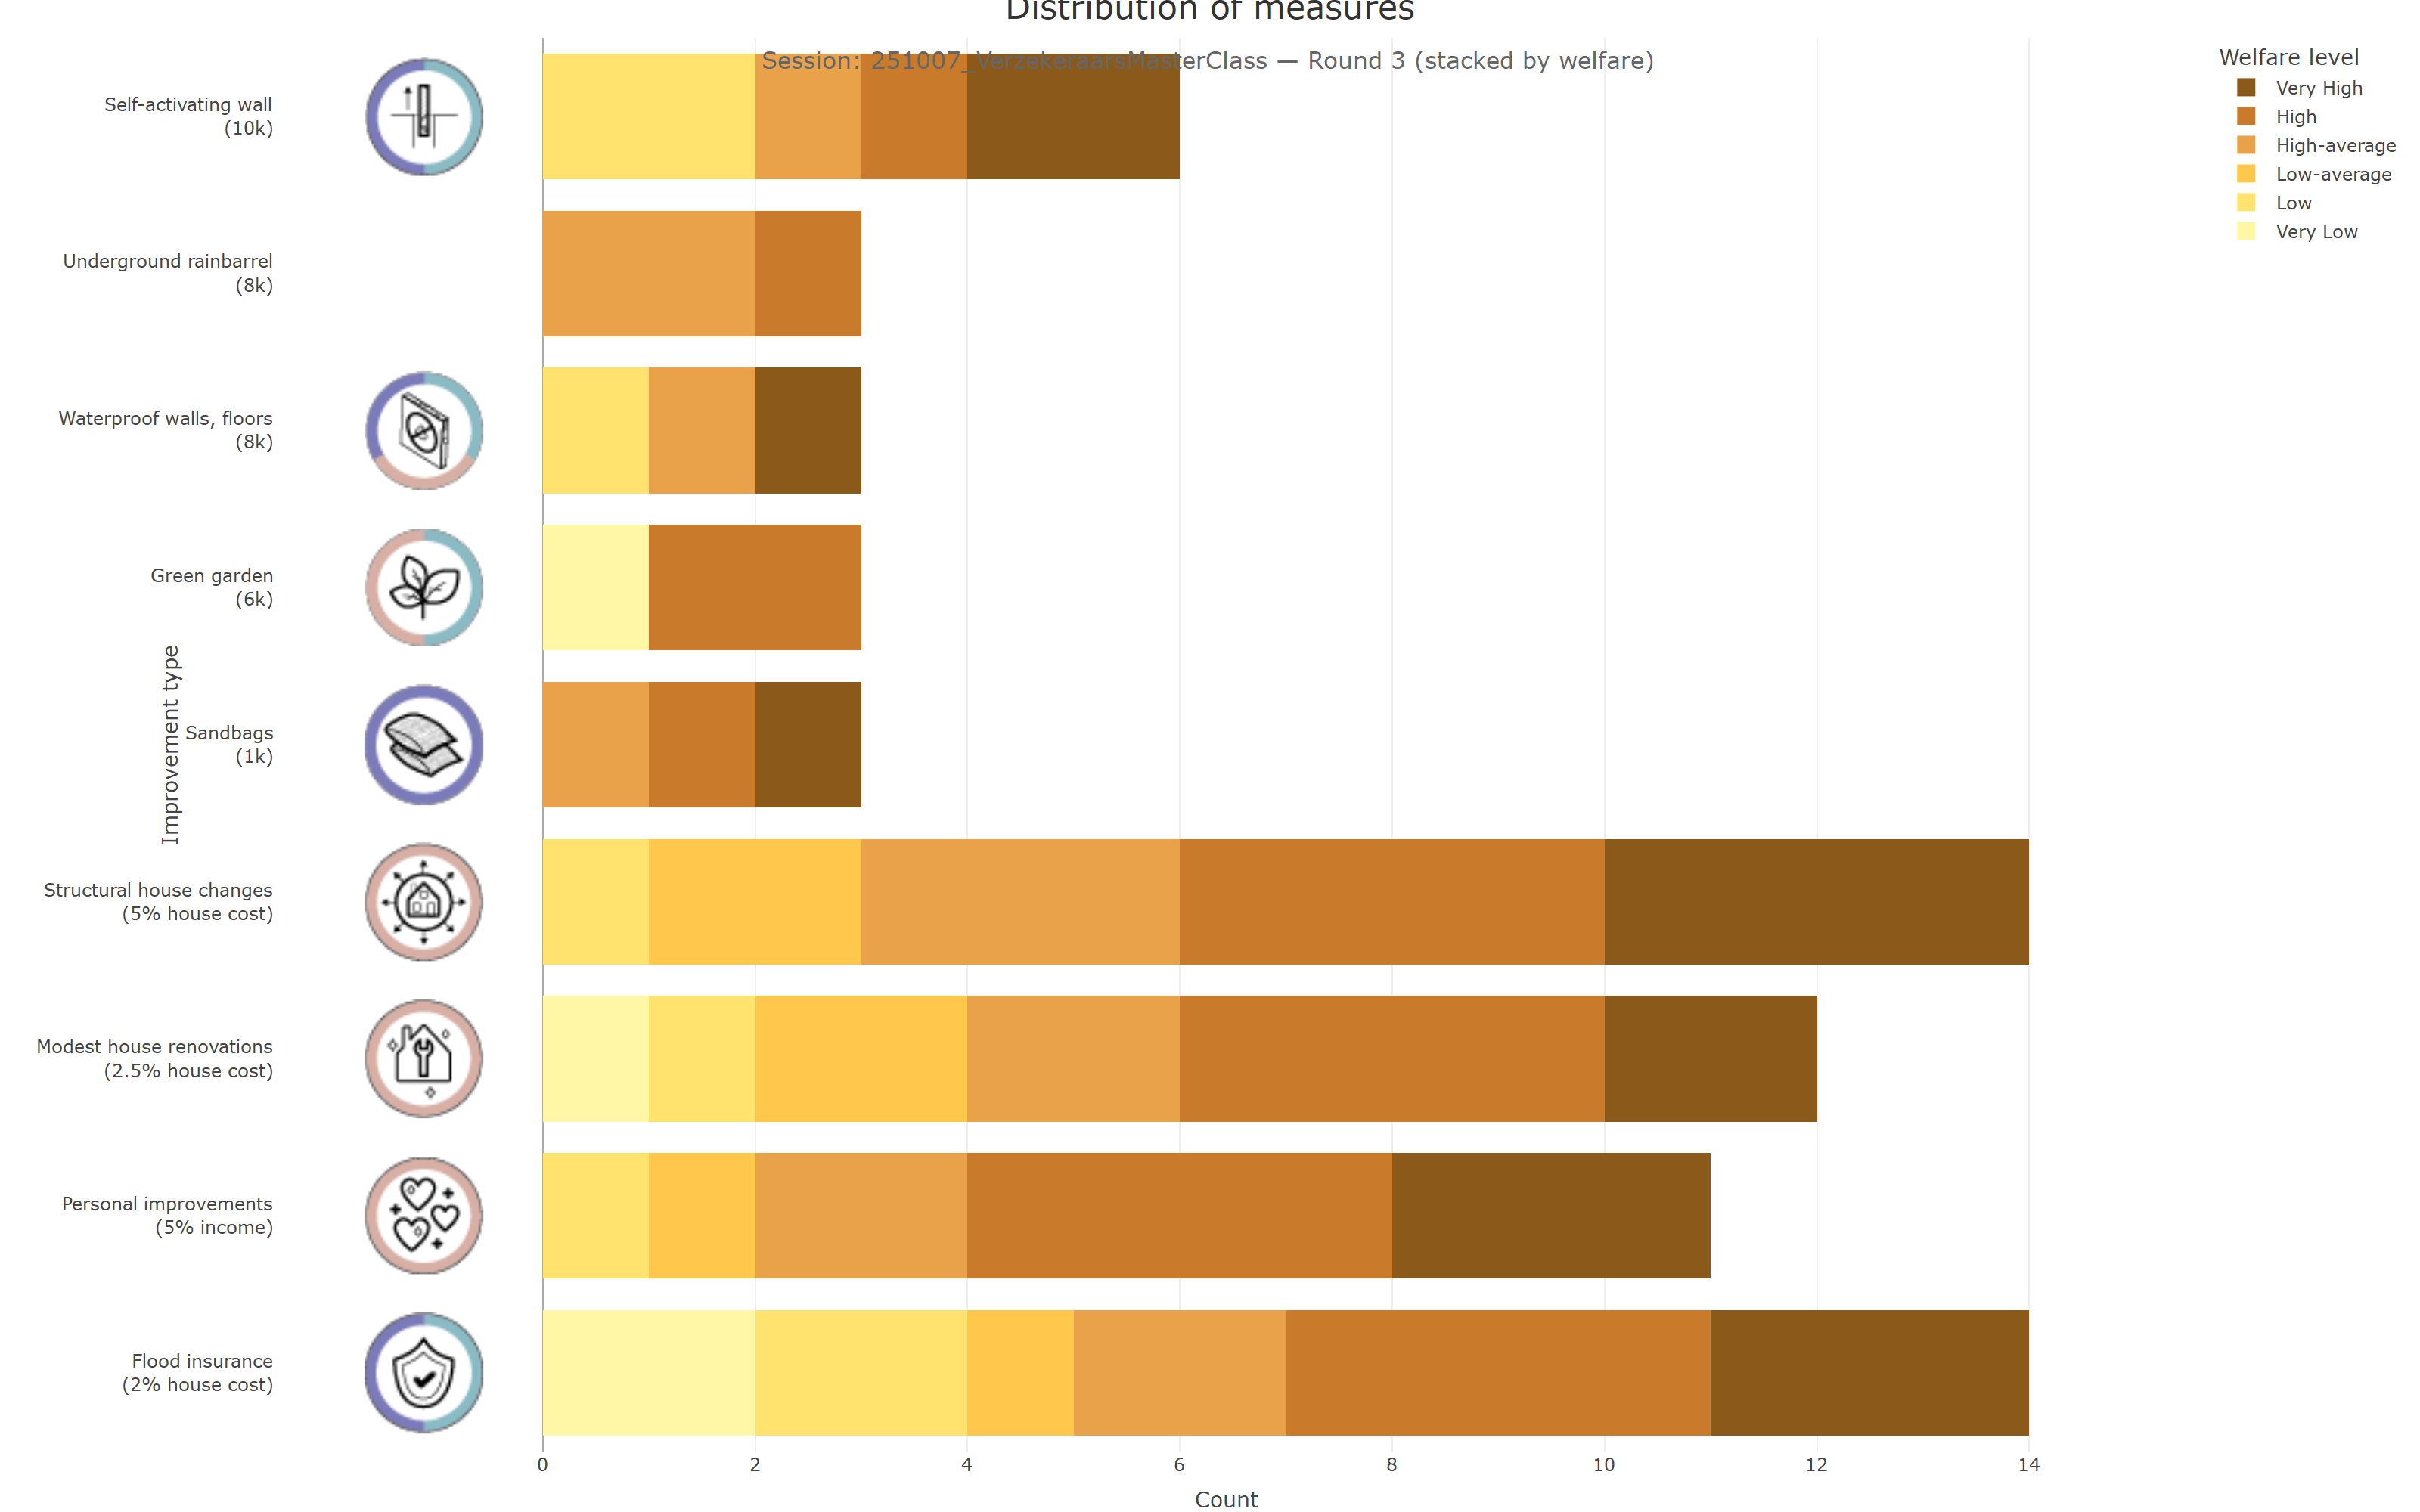 Distribution of measures
Session: 251007_VerzekeraarsMasterClass — Round 3 (stacked by welfare)
Welfare level
Very High
High
High-average
Low-average
Low
Very Low
Improvement type
Self-activating wall
(10k)
Underground rainbarrel
(8k)
Waterproof walls, floors
(8k)
Green garden
(6k)
Sandbags
(1k)
Structural house changes
(5% house cost)
Modest house renovations
(2.5% house cost)
Personal improvements
(5% income)
Flood insurance
(2% house cost)
0 2 4 6 8 10 12 14
Count